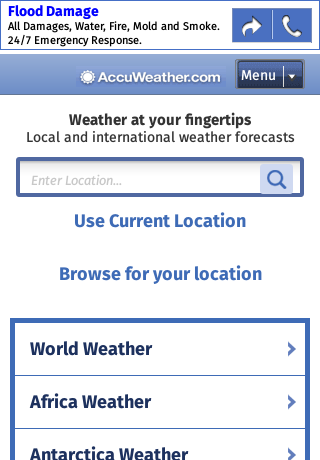 Flood Damage
All Damages, Water, Fire, Mold and Smoke.
24/7 Emergency Response.
AccuWeather.com
Menu
Weather at your fingertips
Local and international weather forecasts
Enter Location...
Use Current Location
Browse for your location
World Weather
Africa Weather
Antarctica Weather